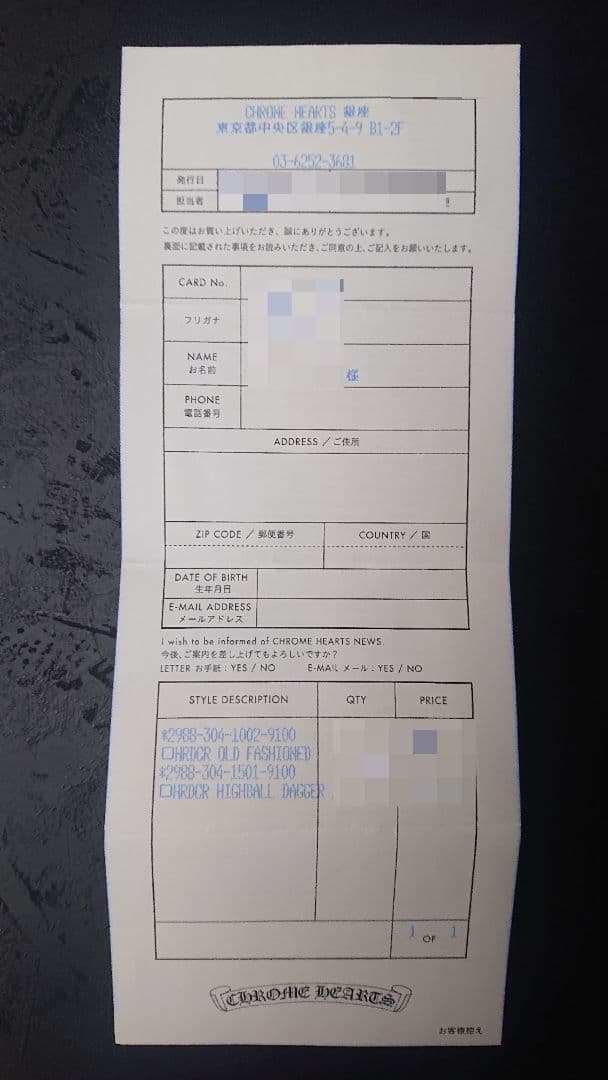 CHROME HEARTS 銀座
東京都中央区銀座5-4-9 B1-2F
03-6252-3681
発行日
担当者
この度はお買い上げいただき、誠にありがとうございます。
裏面に記載された事項をお読みいただき、ご同意の上、ご記入をお願いいたします。
CARD No.
フリガナ
NAME
お名前
様
PHONE
電話番号
ADDRESS / ご住所
ZIP CODE / 郵便番号 COUNTRY / 国
DATE OF BIRTH
生年月日
E-MAIL ADDRESS
メールアドレス
I wish to be informed of CHROME HEARTS NEWS.
今後、ご案内を差し上げてもよろしいですか?
LETTER お手紙 : YES / NO E-MAIL メール : YES / NO
STYLE DESCRIPTION QTY PRICE
*2988-304-1002-9100
□HRDCR OLD FASHIONED
*2988-304-1501-9100
□HRDCR HIGHBALL DAGGER
1 OF 1
CHROME HEARTS
お客様控え